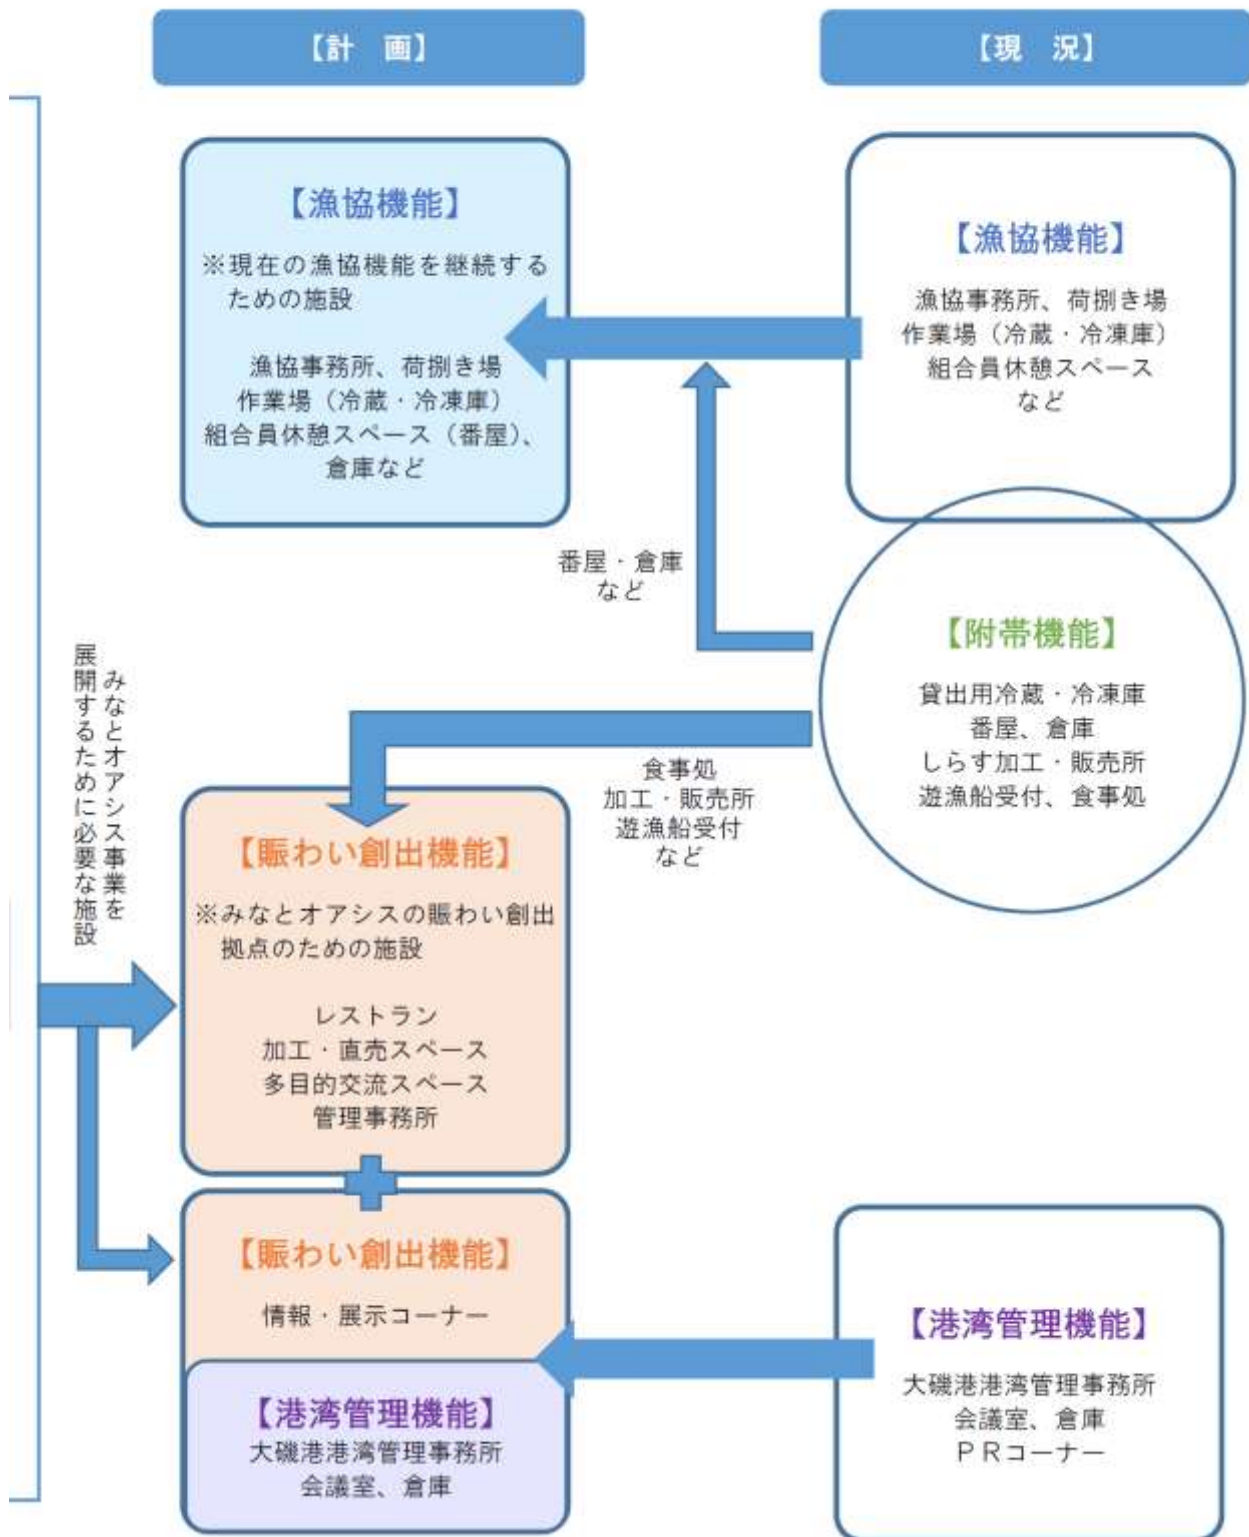 【計　画】
【現　況】
【漁協機能】
※現在の漁協機能を継続する
ための施設
漁協事務所、荷捌き場
作業場（冷蔵・冷凍庫）
組合員休憩スペース（番屋）、
倉庫など
【漁協機能】
漁協事務所、荷捌き場
作業場（冷蔵・冷凍庫）
組合員休憩スペース
など
番屋・倉庫
など
【附帯機能】
貸出用冷蔵・冷凍庫
番屋、倉庫
しらす加工・販売所
遊漁船受付、食事処
食事処
加工・販売所
遊漁船受付
など
みなとオアシス事業を
展開するために必要な施設
【賑わい創出機能】
※みなとオアシスの賑わい創出
拠点のための施設
レストラン
加工・直売スペース
多目的交流スペース
管理事務所
【賑わい創出機能】
情報・展示コーナー
【港湾管理機能】
大磯港港湾管理事務所
会議室、倉庫
【港湾管理機能】
大磯港港湾管理事務所
会議室、倉庫
ＰＲコーナー